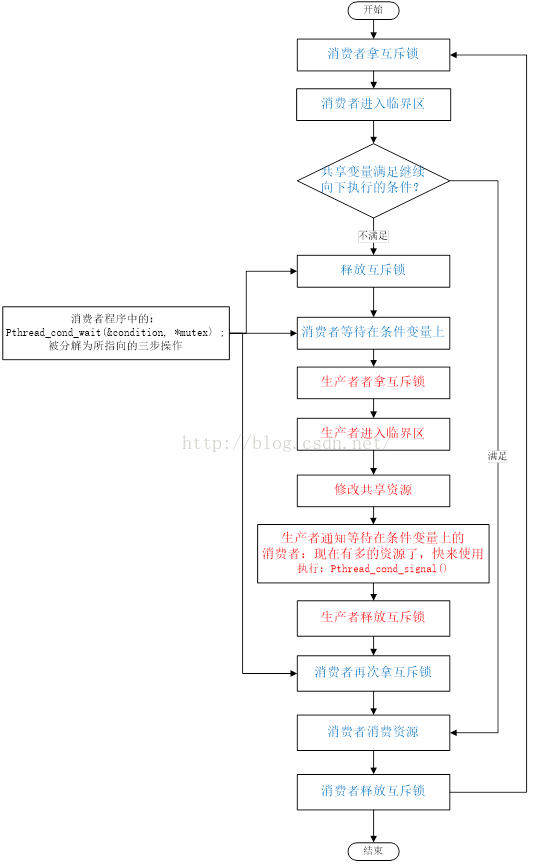 开始
消费者拿互斥锁
消费者进入临界区
共享变量满足继续
向下执行的条件？
不满足
释放互斥锁
消费者程序中的：
Pthread_cond_wait(&condition, *mutex) ;
被分解为所指向的三步操作
消费者等待在条件变量上
生产者者拿互斥锁
生产者进入临界区
http://blog.csdn.net/
满足
修改共享资源
生产者通知等待在条件变量上的
消费者：现在有多的资源了，快来使用
执行：Pthread_cond_signal()
生产者释放互斥锁
消费者再次拿互斥锁
消费者消费资源
消费者释放互斥锁
结束